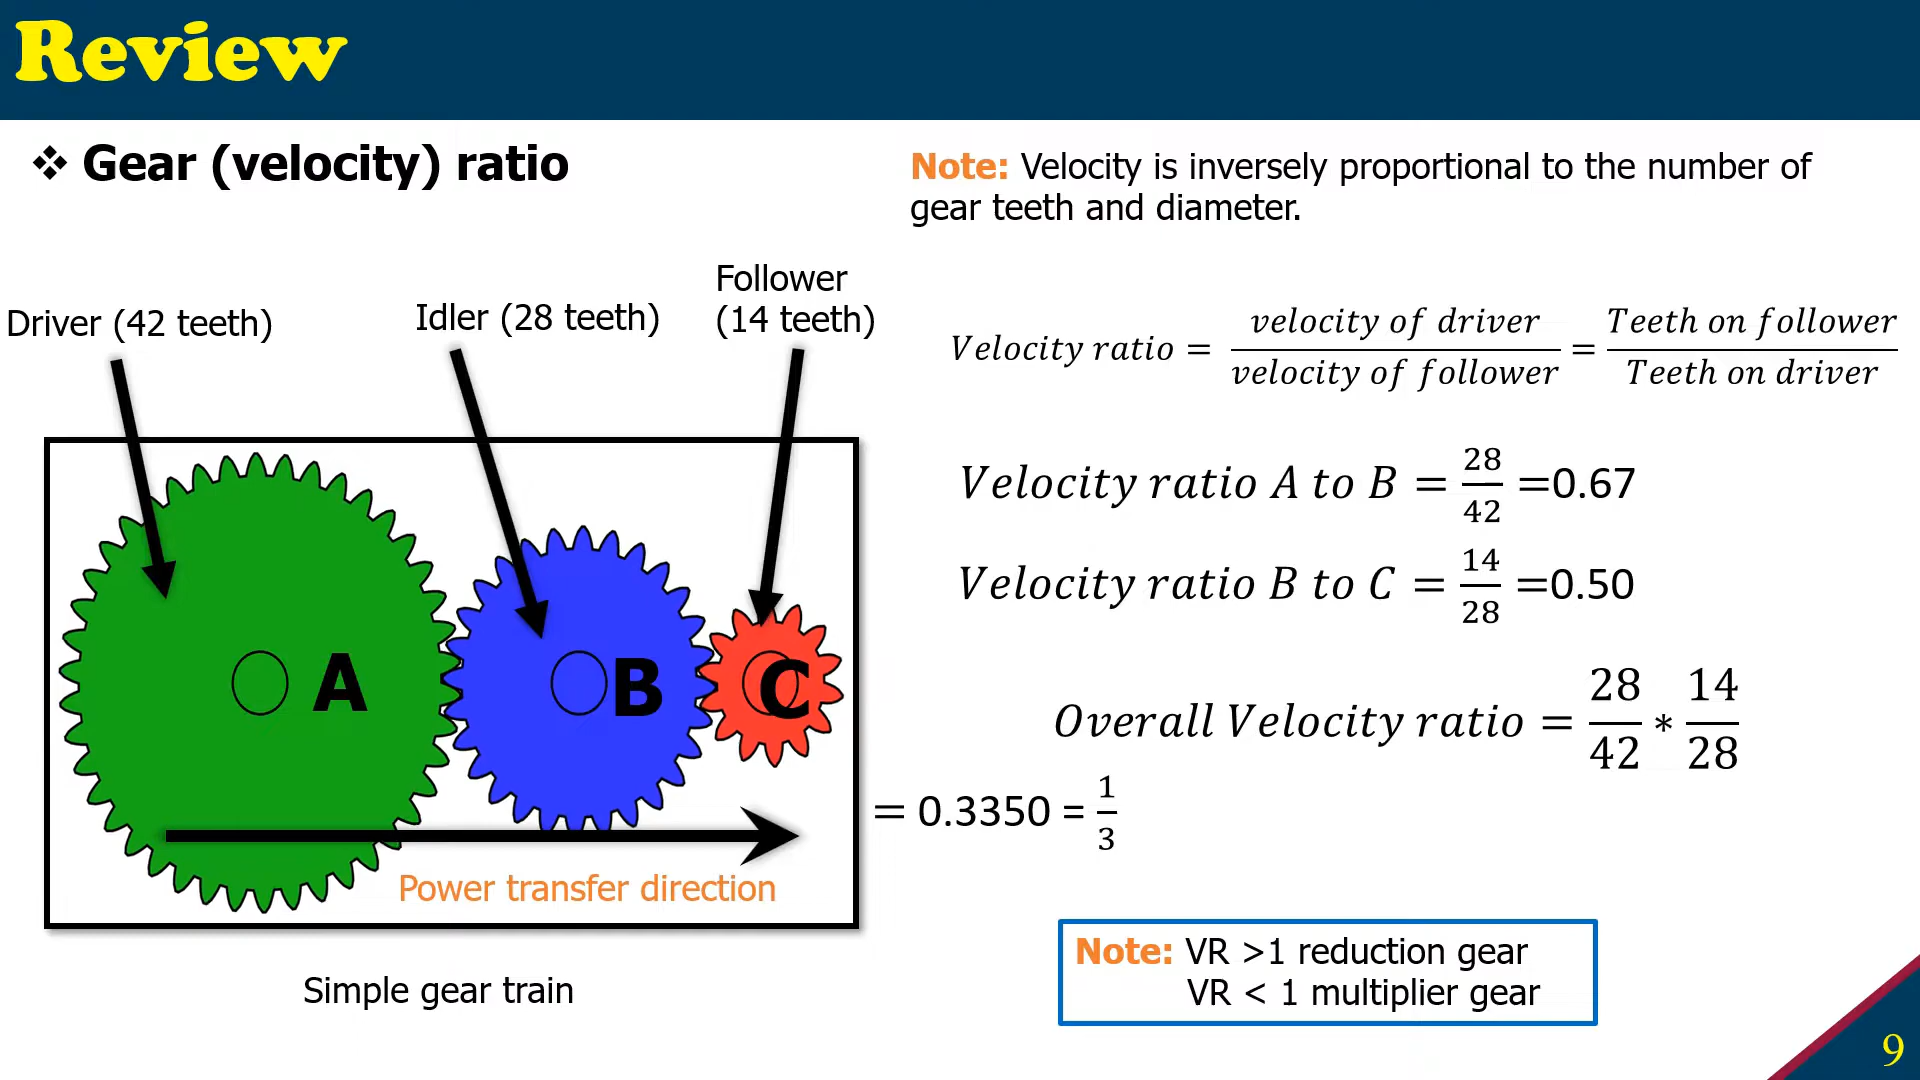 Review
❖ Gear (velocity) ratio
Driver (42 teeth)
Idler (28 teeth)
Follower
(14 teeth)
A
B
C
Power transfer direction
Simple gear train
Note: Velocity is inversely proportional to the number of
gear teeth and diameter.
Velocity ratio = velocity of driver / velocity of follower = Teeth on follower / Teeth on driver
Velocity ratio A to B = 28/42 =0.67
Velocity ratio B to C = 14/28 =0.50
Overall Velocity ratio = 28/42 * 14/28
= 0.3350 = 1/3
Note: VR >1 reduction gear
VR < 1 multiplier gear
9